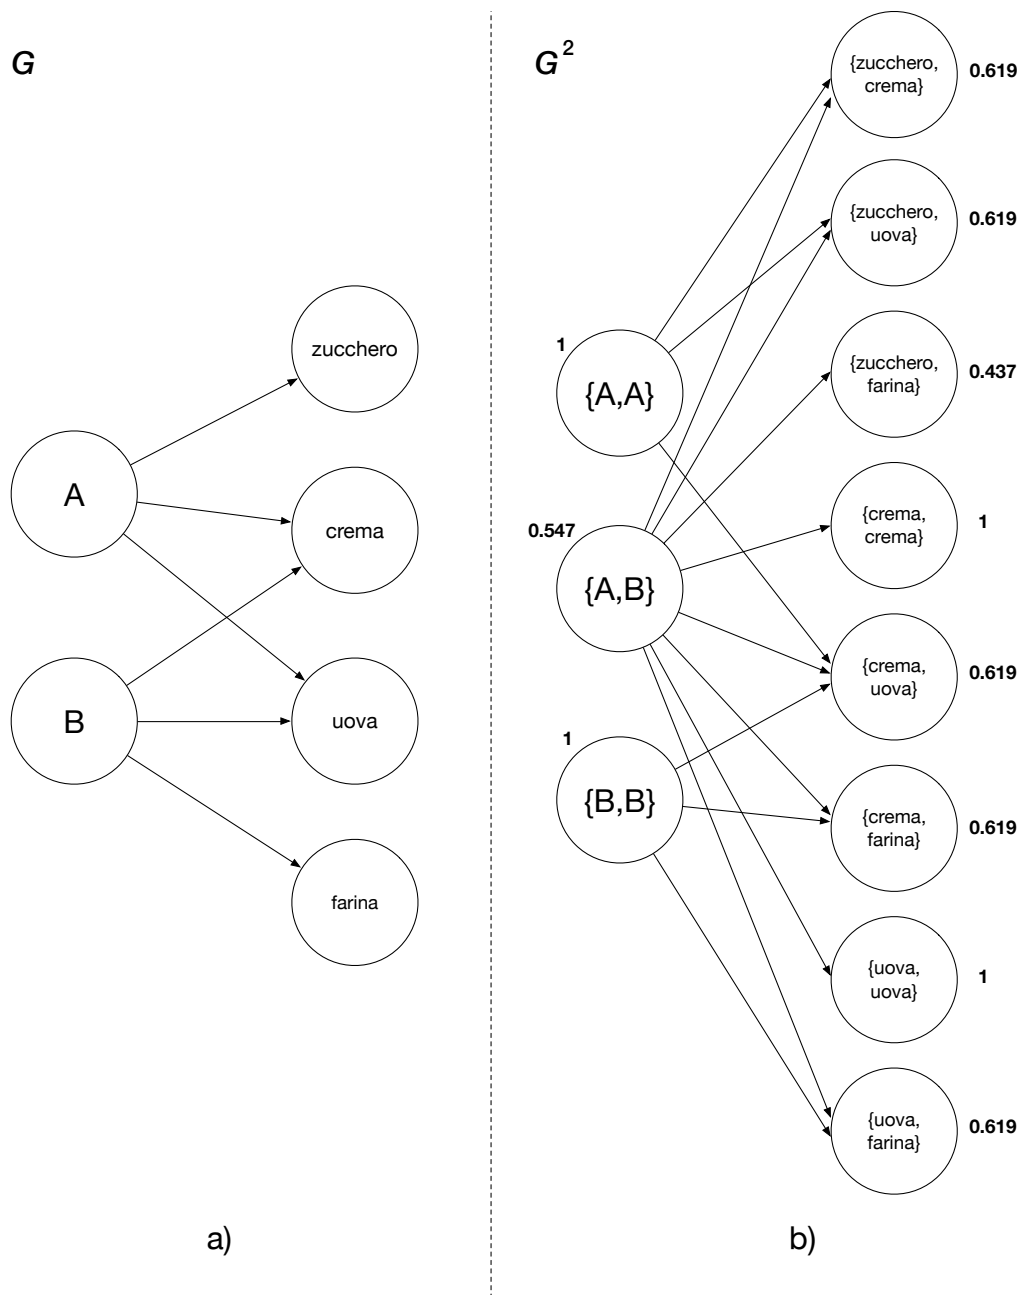 G
A
B
zucchero
crema
uova
farina
a)
G²
1
{A,A}
0.547
{A,B}
1
{B,B}
{zucchero,
crema}
0.619
{zucchero,
uova}
0.619
{zucchero,
farina}
0.437
{crema,
crema}
1
{crema,
uova}
0.619
{crema,
farina}
0.619
{uova,
uova}
1
{uova,
farina}
0.619
b)